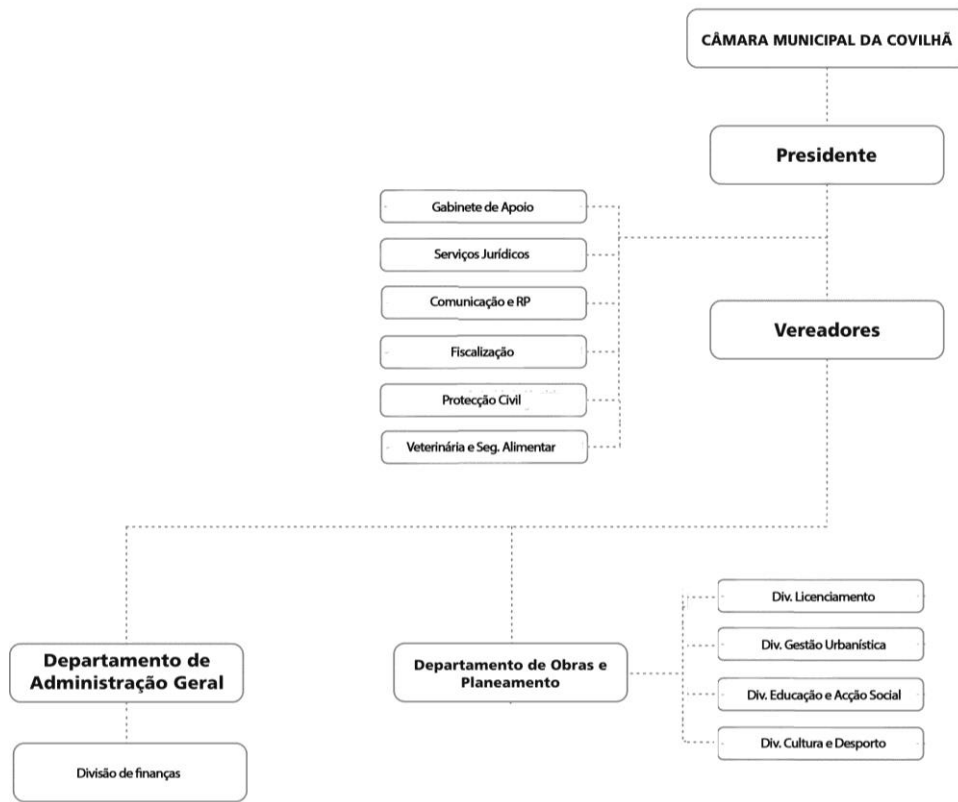 CÂMARA MUNICIPAL DA COVILHÃ
Presidente
Gabinete de Apoio
Serviços Jurídicos
Comunicação e RP
Fiscalização
Protecção Civil
Veterinária e Seg. Alimentar
Vereadores
Departamento de
Administração Geral
Divisão de finanças
Departamento de Obras e
Planeamento
Div. Licenciamento
Div. Gestão Urbanística
Div. Educação e Acção Social
Div. Cultura e Desporto